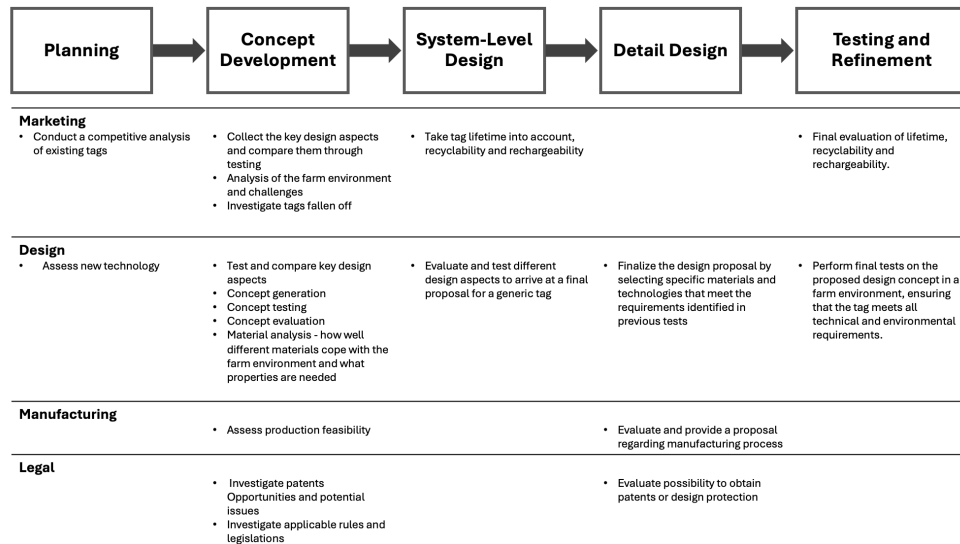 Planning
Concept
Development
System-Level
Design
Detail Design
Testing and
Refinement
Marketing
• Conduct a competitive analysis
of existing tags
• Collect the key design aspects
and compare them through
testing
• Analysis of the farm environment
and challenges
• Investigate tags fallen off
• Take tag lifetime into account,
recyclability and rechargeability
• Final evaluation of lifetime,
recyclability and
rechargeability.
Design
• Assess new technology
• Test and compare key design
aspects
• Concept generation
• Concept testing
• Concept evaluation
• Material analysis - how well
different materials cope with the
farm environment and what
properties are needed
• Evaluate and test different
design aspects to arrive at a final
proposal for a generic tag
• Finalize the design proposal by
selecting specific materials and
technologies that meet the
requirements identified in
previous tests
• Perform final tests on the
proposed design concept in a
farm environment, ensuring
that the tag meets all
technical and environmental
requirements.
Manufacturing
• Assess production feasibility
• Evaluate and provide a proposal
regarding manufacturing process
Legal
• Investigate patents
Opportunities and potential
issues
• Investigate applicable rules and
legislations
• Evaluate possibility to obtain
patents or design protection